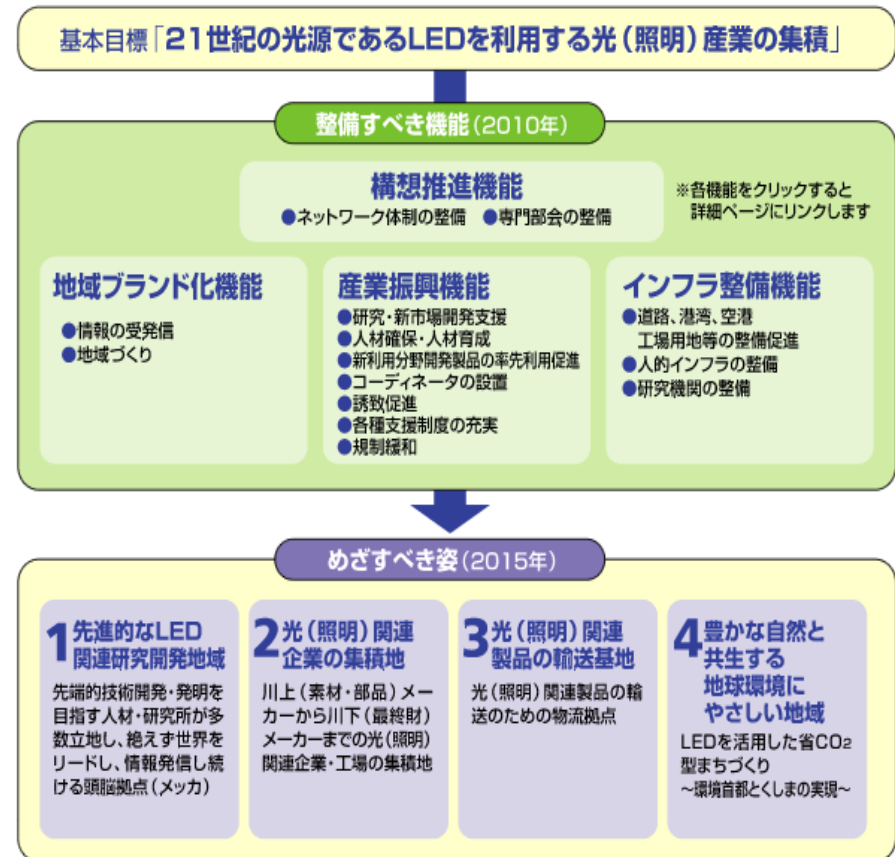 基本目標「21世紀の光源であるLEDを利用する光(照明)産業の集積」
整備すべき機能(2010年)
構想推進機能
●ネットワーク体制の整備 ●専門部会の整備
※各機能をクリックすると
詳細ページにリンクします
地域ブランド化機能
●情報の受発信
●地域づくり
産業振興機能
●研究・新市場開発支援
●人材確保・人材育成
●新利用分野開発製品の率先利用促進
●コーディネータの設置
●誘致促進
●各種支援制度の充実
●規制緩和
インフラ整備機能
●道路、港湾、空港
工場用地等の整備促進
●人的インフラの整備
●研究機関の整備
めざすべき姿(2015年)
1 先進的なLED
関連研究開発地域
先端的技術開発・発明を
目指す人材・研究所が多
数立地し、絶えず世界を
リードし、情報発信し続
ける頭脳拠点(メッカ)
2 光(照明)関連
企業の集積地
川上(素材・部品)メー
カーから川下(最終財)
メーカーまでの光(照明)
関連企業・工場の集積地
3 光(照明)関連
製品の輸送基地
光(照明)関連製品の輸
送のための物流拠点
4 豊かな自然と
共生する
地球環境に
やさしい地域
LEDを活用した省CO2
型まちづくり
~環境首都とくしまの実現~